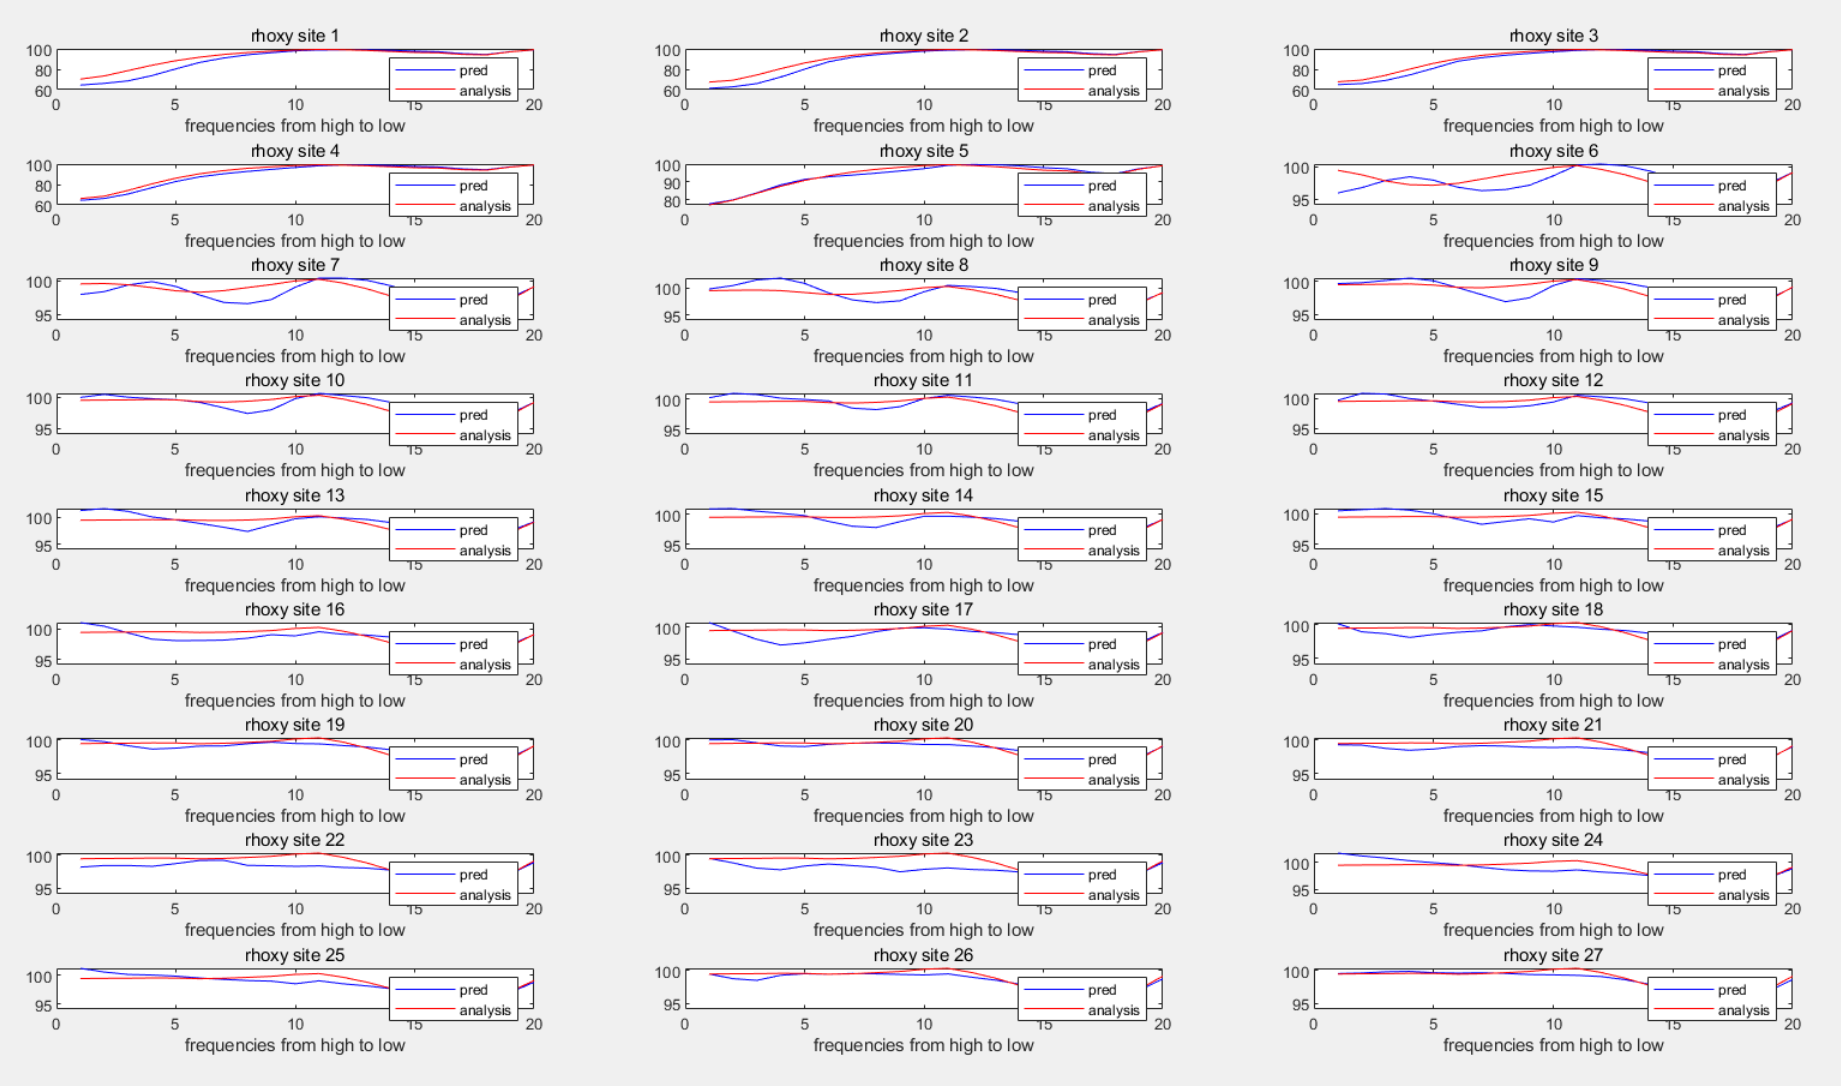 rhoxy site 1
100
80
60
pred
analysis
0 5 10 15 20
frequencies from high to low
rhoxy site 2
100
80
60
pred
analysis
0 5 10 15 20
frequencies from high to low
rhoxy site 3
100
80
60
pred
analysis
0 5 10 15 20
frequencies from high to low
rhoxy site 4
100
80
60
pred
analysis
0 5 10 15 20
frequencies from high to low
rhoxy site 5
100
90
80
pred
analysis
0 5 10 15 20
frequencies from high to low
rhoxy site 6
100
95
pred
analysis
0 5 10 15 20
frequencies from high to low
rhoxy site 7
100
95
pred
analysis
0 5 10 15 20
frequencies from high to low
rhoxy site 8
100
95
pred
analysis
0 5 10 15 20
frequencies from high to low
rhoxy site 9
100
95
pred
analysis
0 5 10 15 20
frequencies from high to low
rhoxy site 10
100
95
pred
analysis
0 5 10 15 20
frequencies from high to low
rhoxy site 11
100
95
pred
analysis
0 5 10 15 20
frequencies from high to low
rhoxy site 12
100
95
pred
analysis
0 5 10 15 20
frequencies from high to low
rhoxy site 13
100
95
pred
analysis
0 5 10 15 20
frequencies from high to low
rhoxy site 14
100
95
pred
analysis
0 5 10 15 20
frequencies from high to low
rhoxy site 15
100
95
pred
analysis
0 5 10 15 20
frequencies from high to low
rhoxy site 16
100
95
pred
analysis
0 5 10 15 20
frequencies from high to low
rhoxy site 17
100
95
pred
analysis
0 5 10 15 20
frequencies from high to low
rhoxy site 18
100
95
pred
analysis
0 5 10 15 20
frequencies from high to low
rhoxy site 19
100
95
pred
analysis
0 5 10 15 20
frequencies from high to low
rhoxy site 20
100
95
pred
analysis
0 5 10 15 20
frequencies from high to low
rhoxy site 21
100
95
pred
analysis
0 5 10 15 20
frequencies from high to low
rhoxy site 22
100
95
pred
analysis
0 5 10 15 20
frequencies from high to low
rhoxy site 23
100
95
pred
analysis
0 5 10 15 20
frequencies from high to low
rhoxy site 24
100
95
pred
analysis
0 5 10 15 20
frequencies from high to low
rhoxy site 25
100
95
pred
analysis
0 5 10 15 20
frequencies from high to low
rhoxy site 26
100
95
pred
analysis
0 5 10 15 20
frequencies from high to low
rhoxy site 27
100
95
pred
analysis
0 5 10 15 20
frequencies from high to low